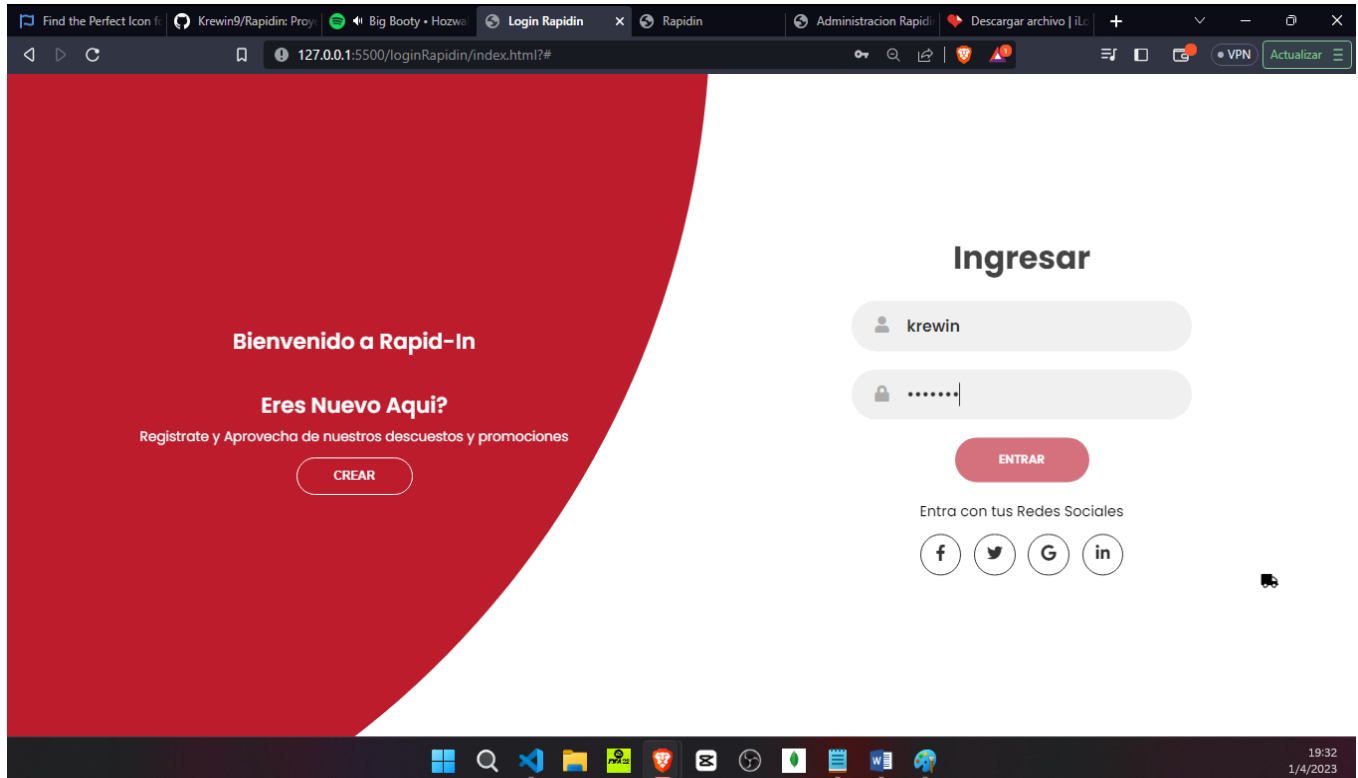 Find the Perfect Icon fo
Krewin9/Rapidin: Proye
Big Booty • Hozwal
Login Rapidin
Rapidin
Administracion Rapidin
Descargar archivo | iLo
127.0.0.1:5500/loginRapidin/index.html?#
VPN
Actualizar
Bienvenido a Rapid-In
Eres Nuevo Aqui?
Registrate y Aprovecha de nuestros descuestos y promociones
CREAR
Ingresar
krewin
•••••••
ENTRAR
Entra con tus Redes Sociales
19:32
1/4/2023